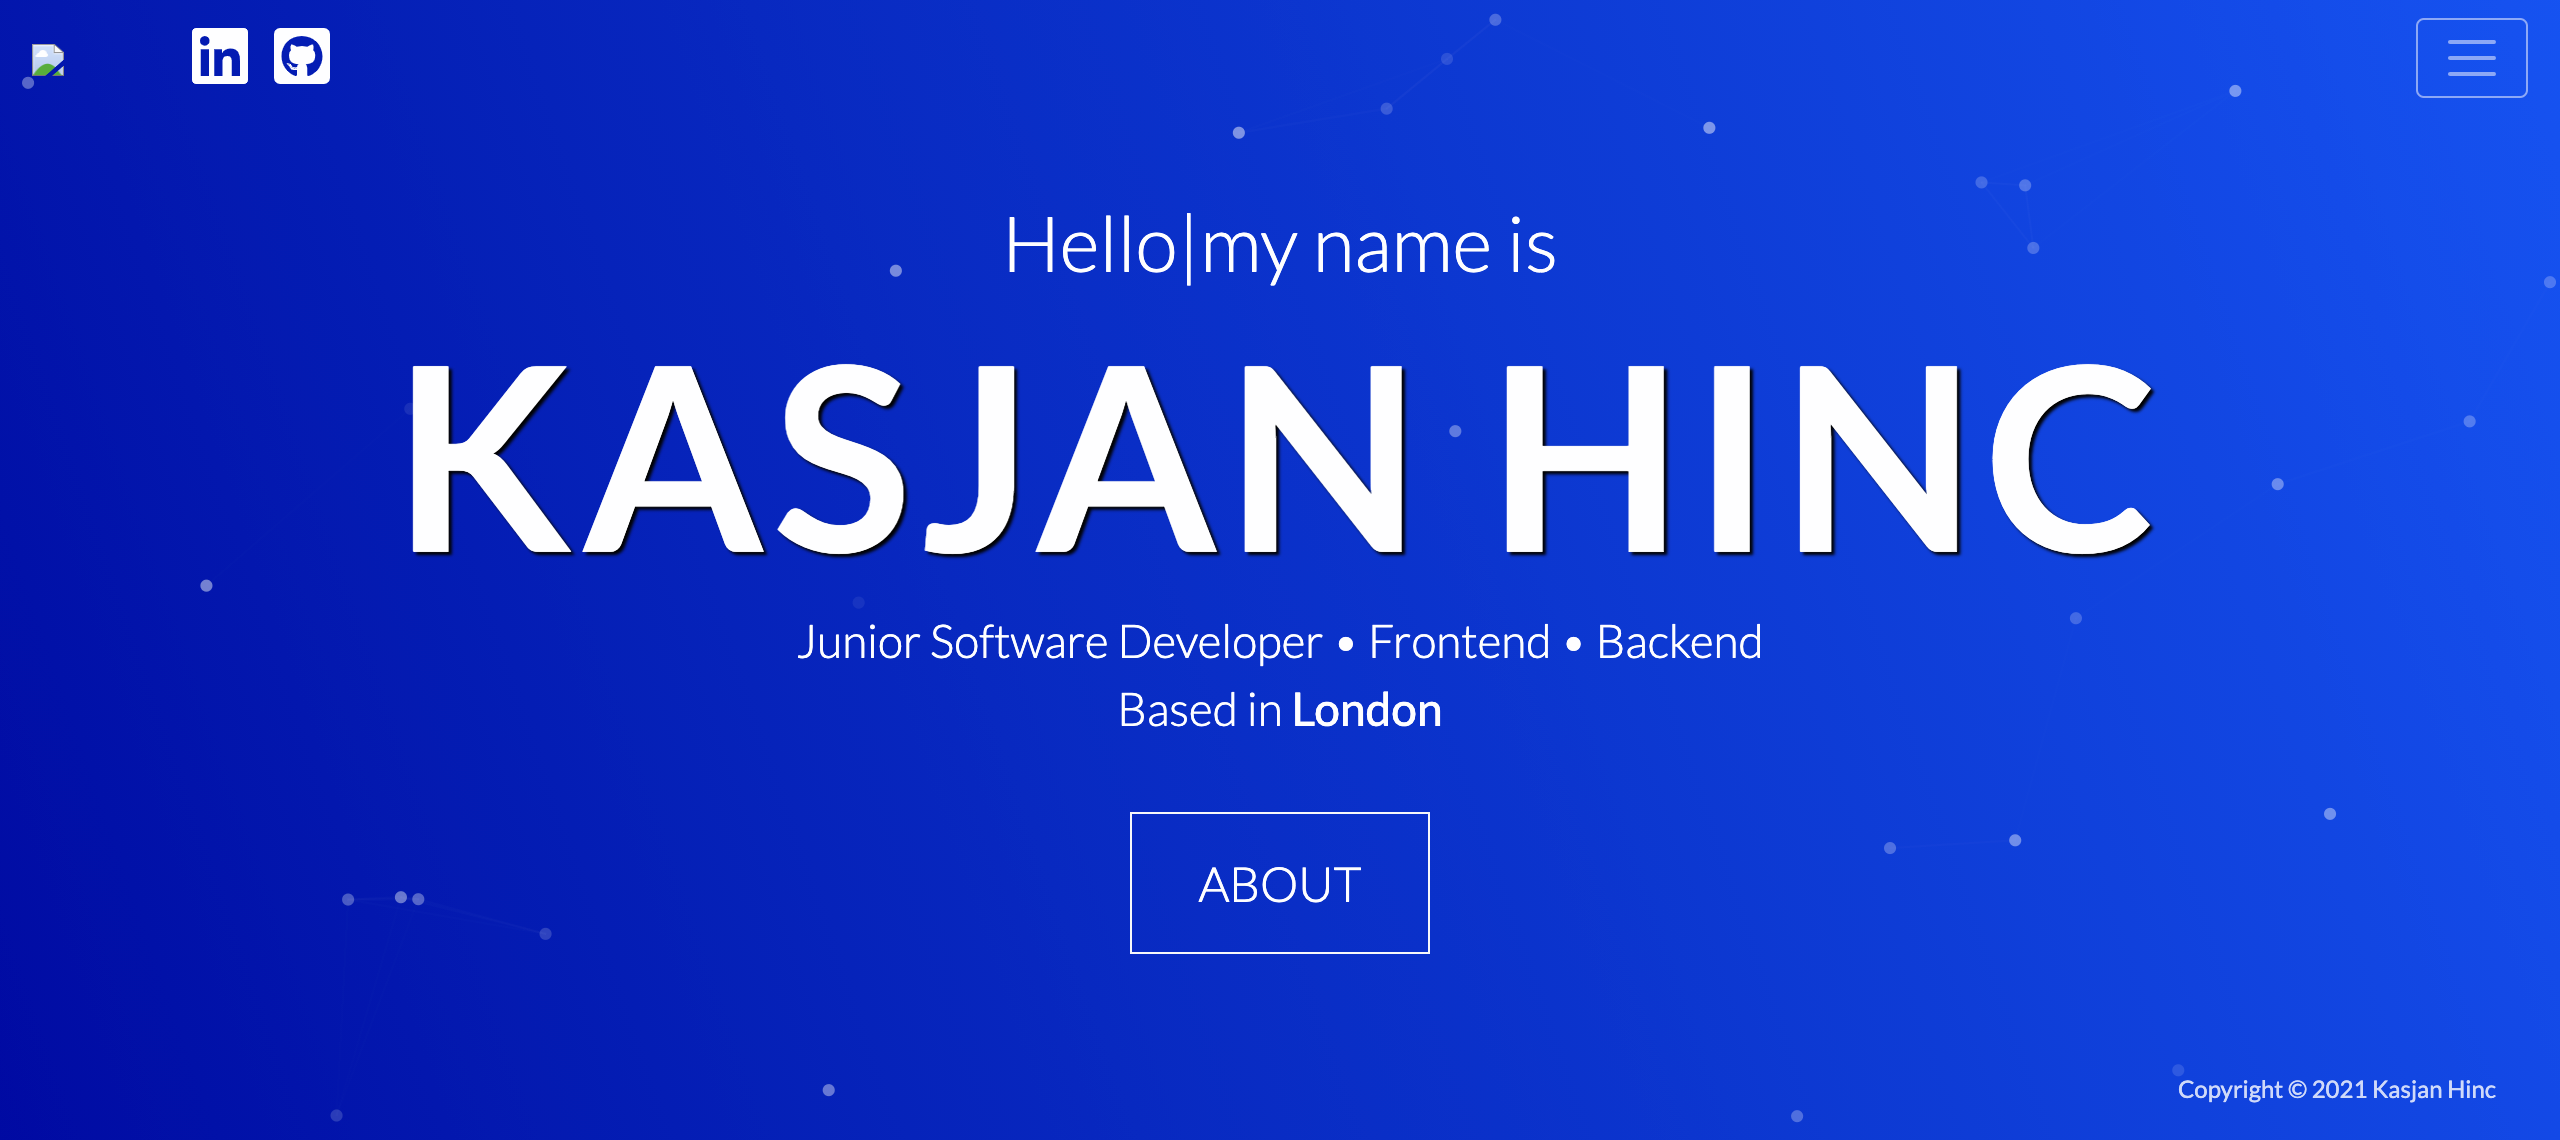 in
Hello|my name is
KASJAN HINC
Junior Software Developer • Frontend • Backend
Based in London
ABOUT
Copyright © 2021 Kasjan Hinc